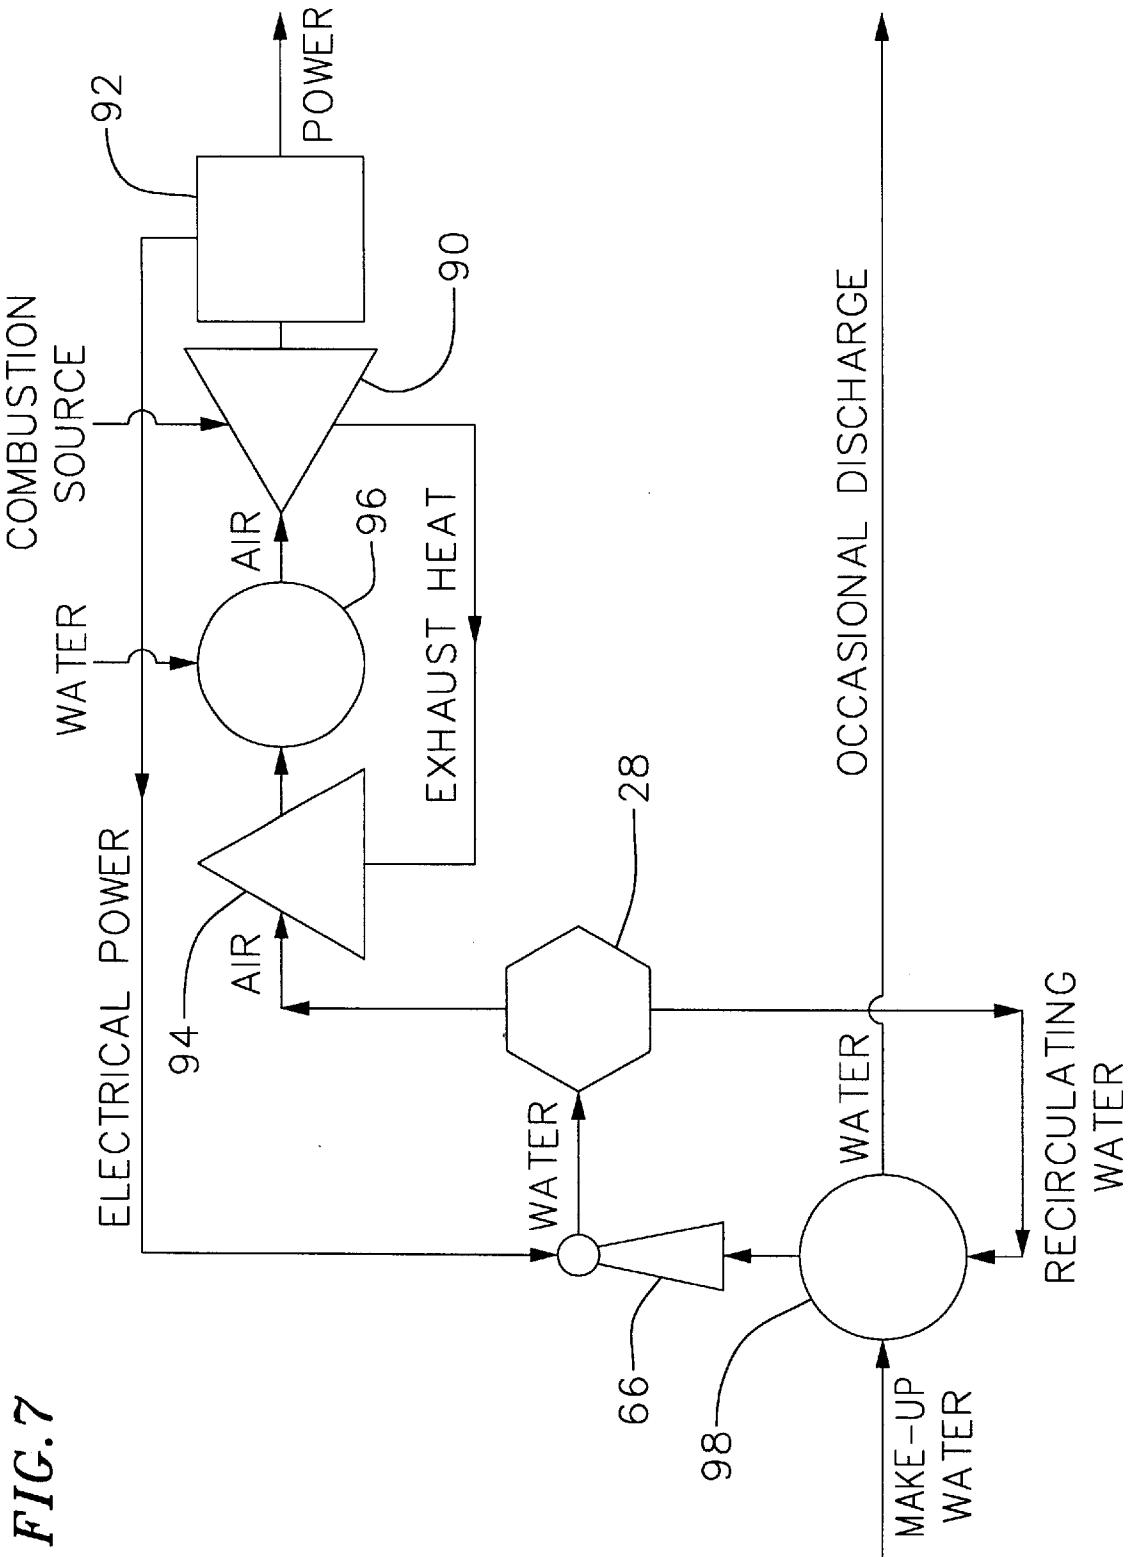 FIG.7
COMBUSTION
SOURCE
WATER
ELECTRICAL POWER
92
POWER
90
AIR
96
EXHAUST HEAT
94
AIR
28
WATER
66
98
WATER
OCCASIONAL DISCHARGE
MAKE-UP
WATER
RECIRCULATING
WATER